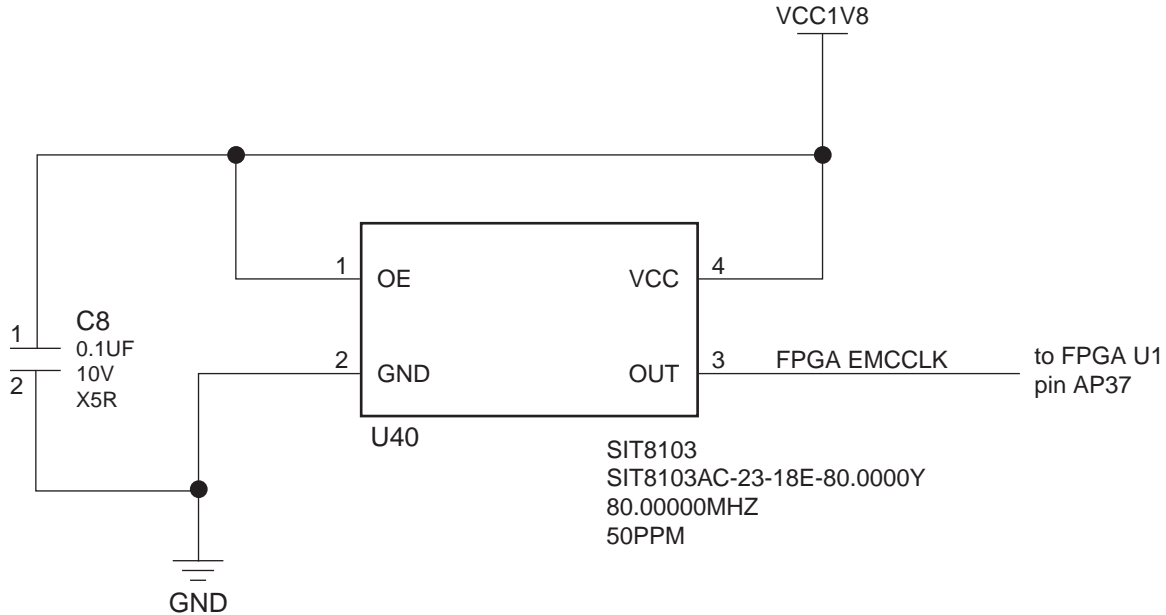 VCC1V8
1
OE
VCC
4
C8
0.1UF
10V
X5R
1
2
2
GND
OUT
3
FPGA EMCCLK
to FPGA U1
pin AP37
U40
SIT8103
SIT8103AC-23-18E-80.0000Y
80.00000MHZ
50PPM
GND